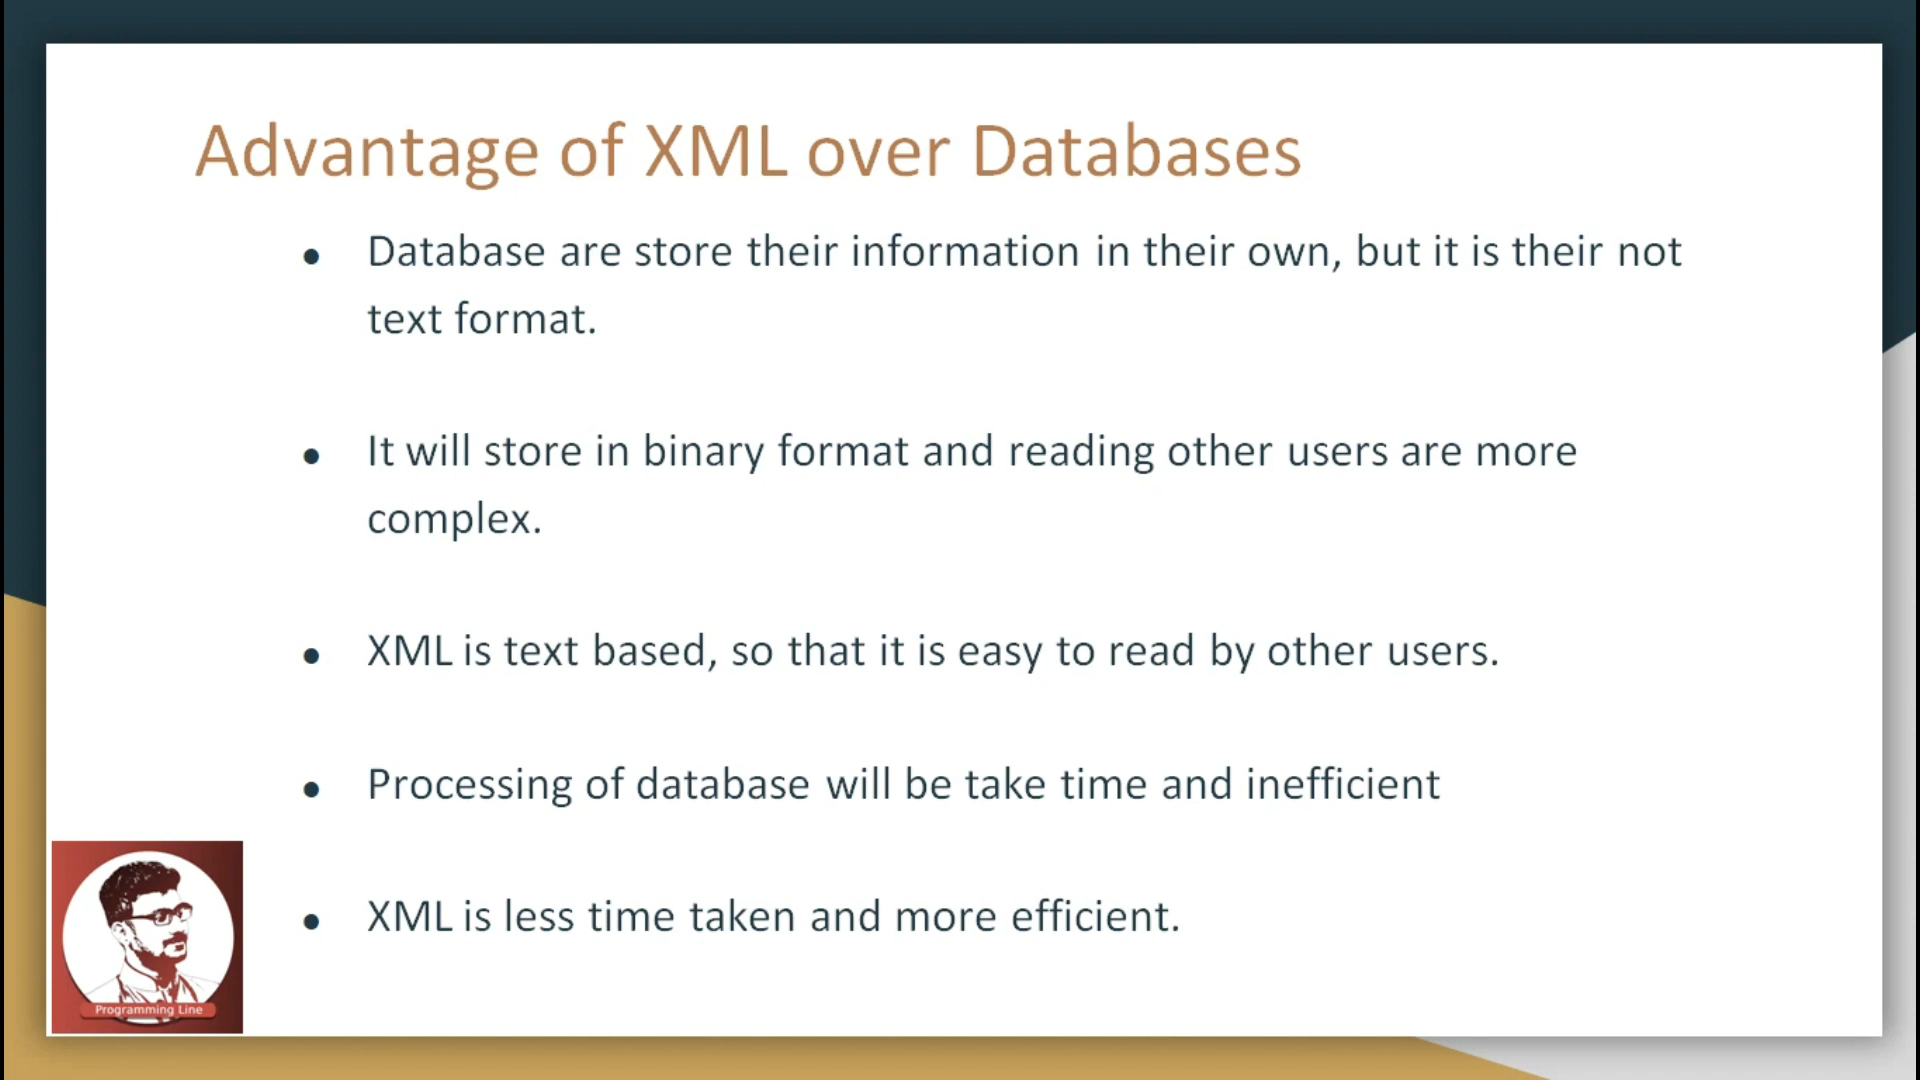 Advantage of XML over Databases
● Database are store their information in their own, but it is their not
text format.
● It will store in binary format and reading other users are more
complex.
● XML is text based, so that it is easy to read by other users.
● Processing of database will be take time and inefficient
● XML is less time taken and more efficient.
Programming Line